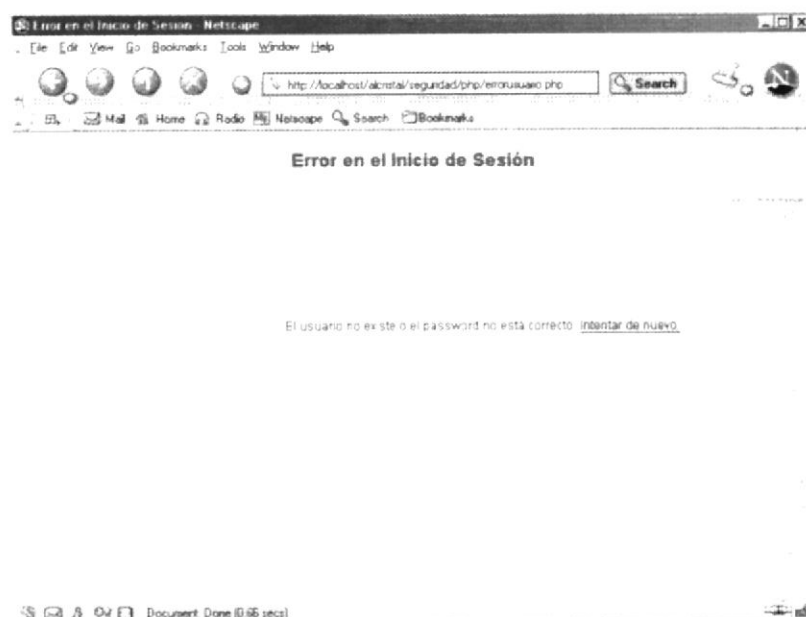 Error en el Inicio de Sesión - Netscape
File Edit View Go Bookmarks Tools Window Help
http://localhost/alcristal/seguridad/php/errorusuario.php Search
Mail Home Radio Netscape Search Bookmarks
Error en el Inicio de Sesión
El usuario no existe o el password no está correcto. Intentar de nuevo.
Document: Done (0.66 secs)